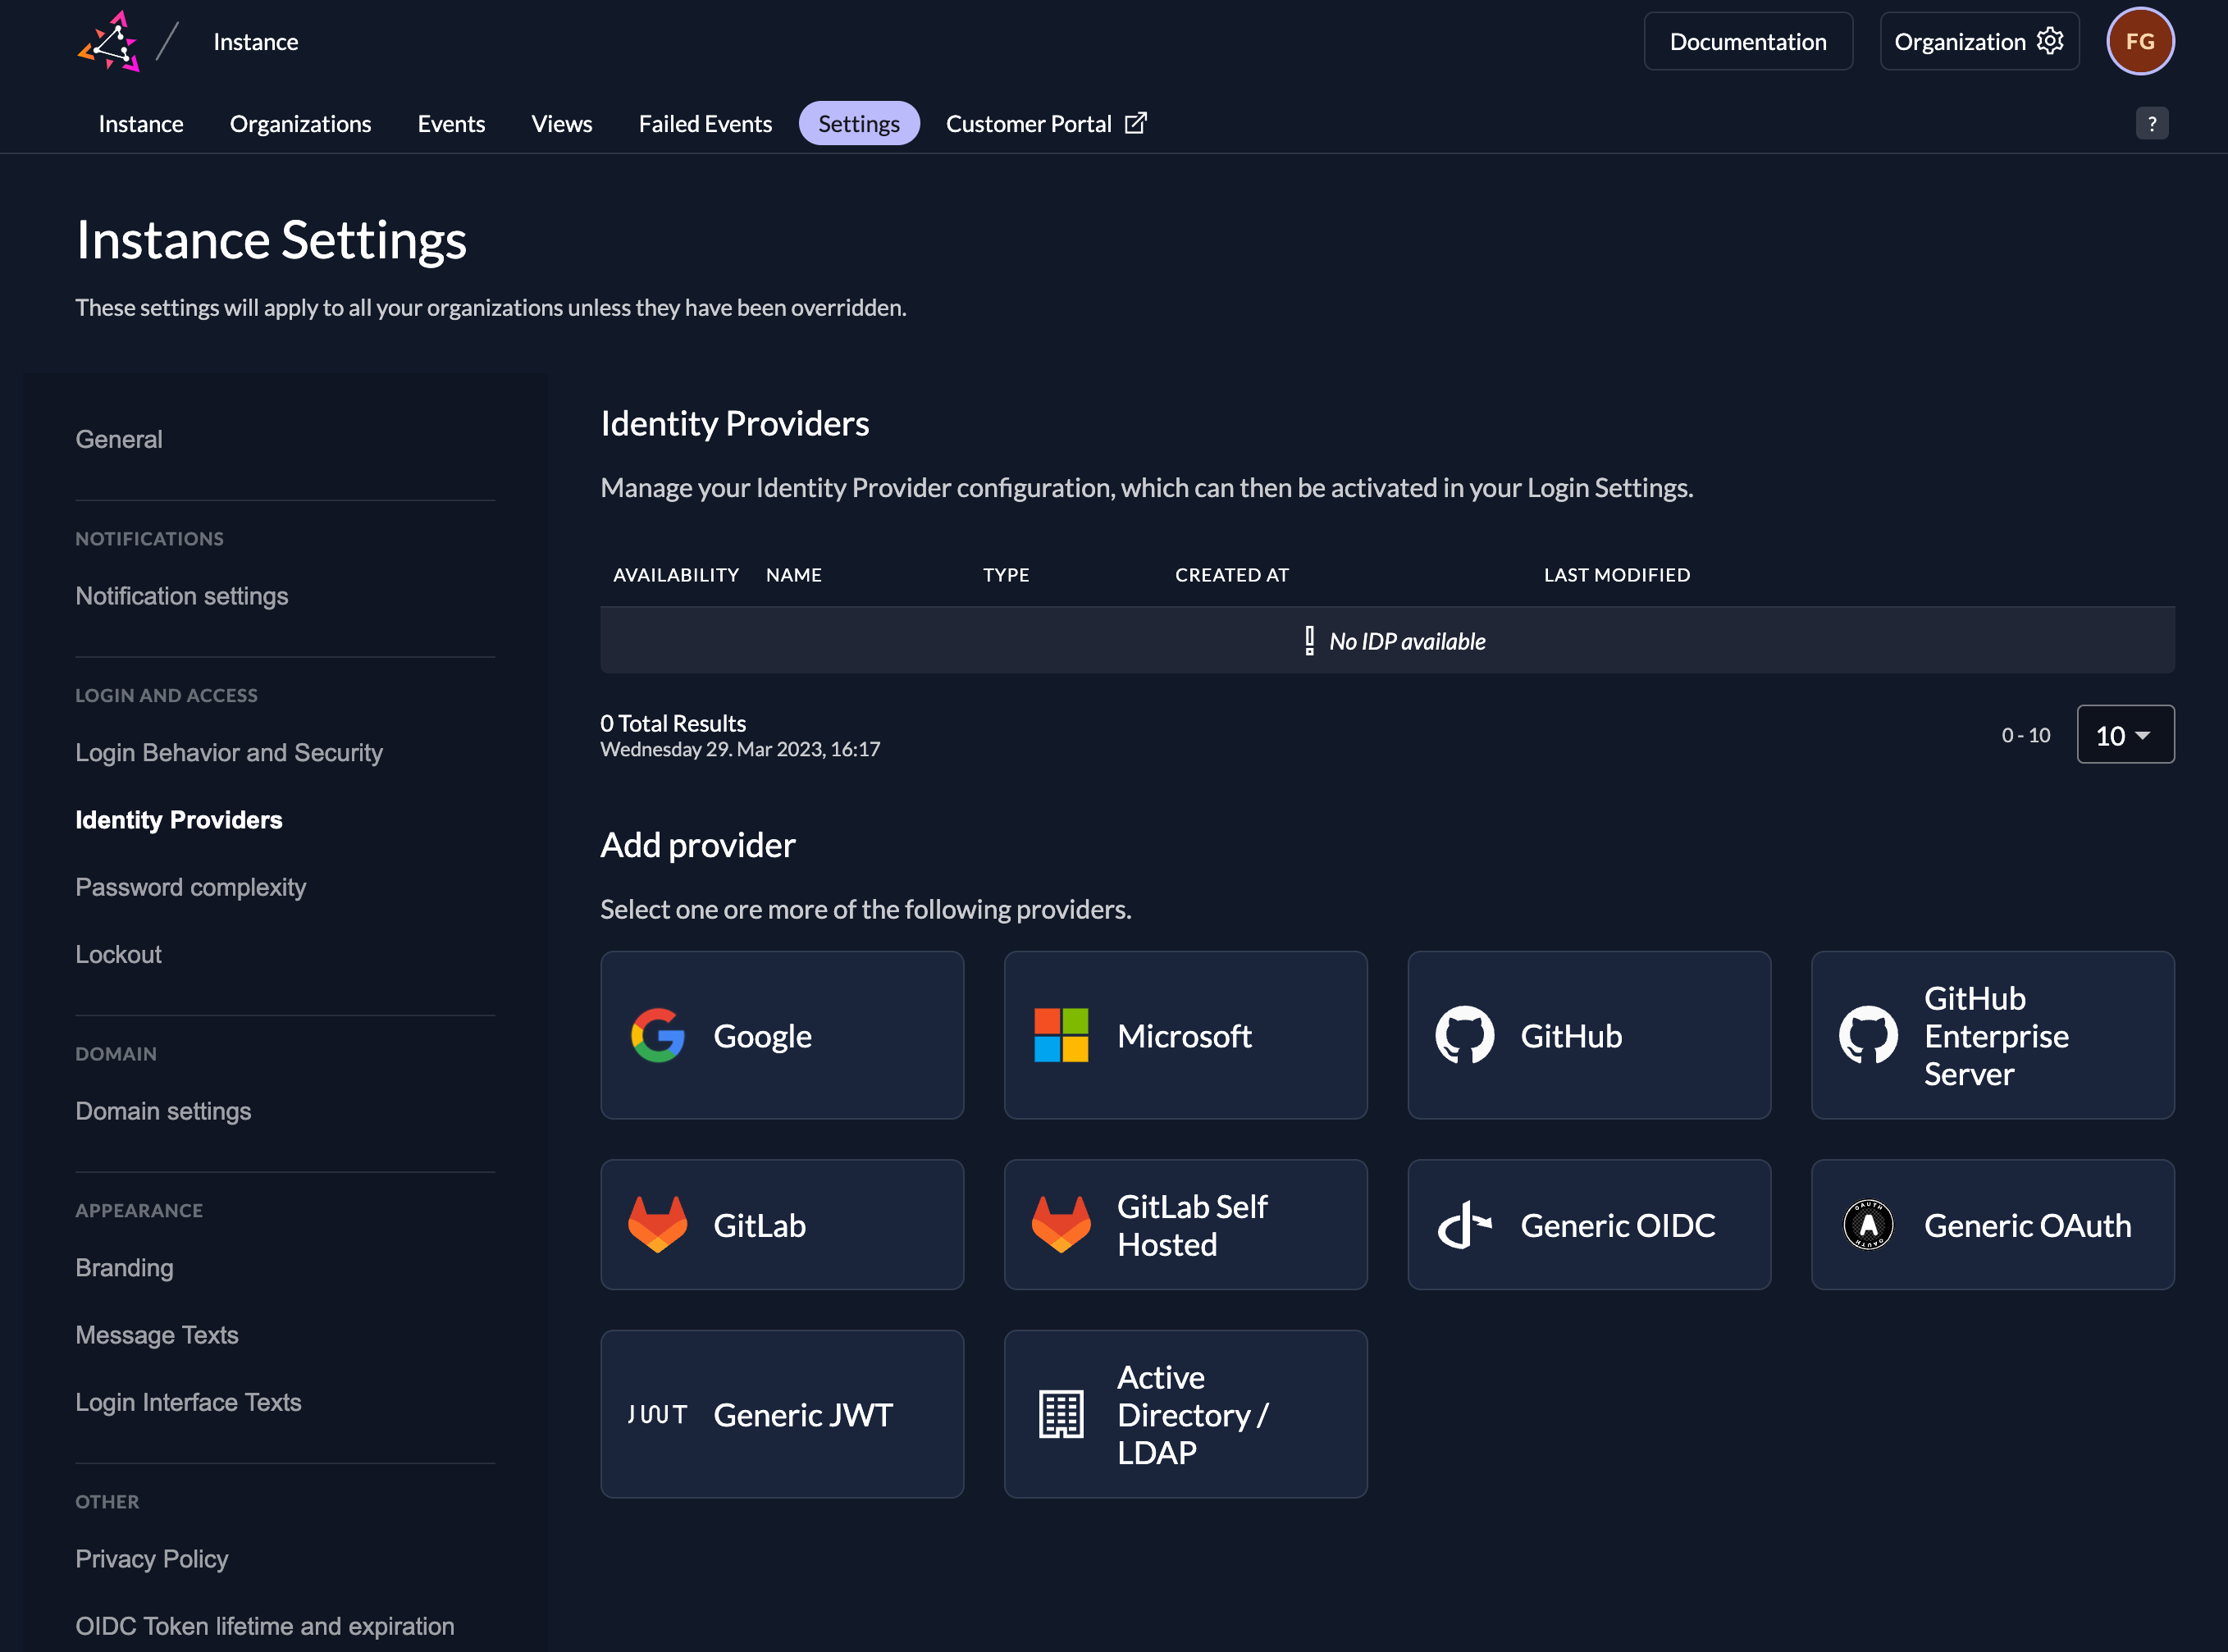 Instance
Documentation
Organization
FG
Instance
Organizations
Events
Views
Failed Events
Settings
Customer Portal
?
Instance Settings
These settings will apply to all your organizations unless they have been overridden.
General
NOTIFICATIONS
Notification settings
LOGIN AND ACCESS
Login Behavior and Security
Identity Providers
Password complexity
Lockout
DOMAIN
Domain settings
APPEARANCE
Branding
Message Texts
Login Interface Texts
OTHER
Privacy Policy
OIDC Token lifetime and expiration
Identity Providers
Manage your Identity Provider configuration, which can then be activated in your Login Settings.
AVAILABILITY
NAME
TYPE
CREATED AT
LAST MODIFIED
No IDP available
0 Total Results
Wednesday 29. Mar 2023, 16:17
0 - 10
10
Add provider
Select one ore more of the following providers.
Google
Microsoft
GitHub
GitHub
Enterprise
Server
GitLab
GitLab Self
Hosted
Generic OIDC
OAUTH
A
OAUTH
Generic OAuth
JWT
Generic JWT
Active
Directory /
LDAP